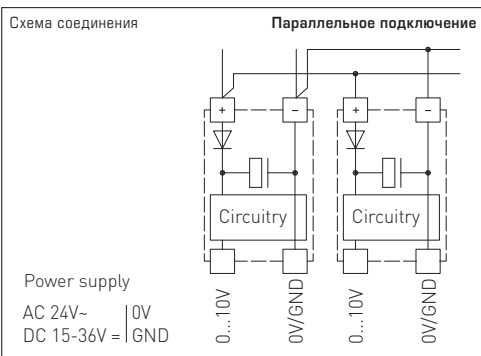 Схема соединения
Параллельное подключение
+ – + –
Circuitry Circuitry
Power supply
AC 24V~ 0V
DC 15-36V = GND
0...10V
0V/GND
0...10V
0V/GND